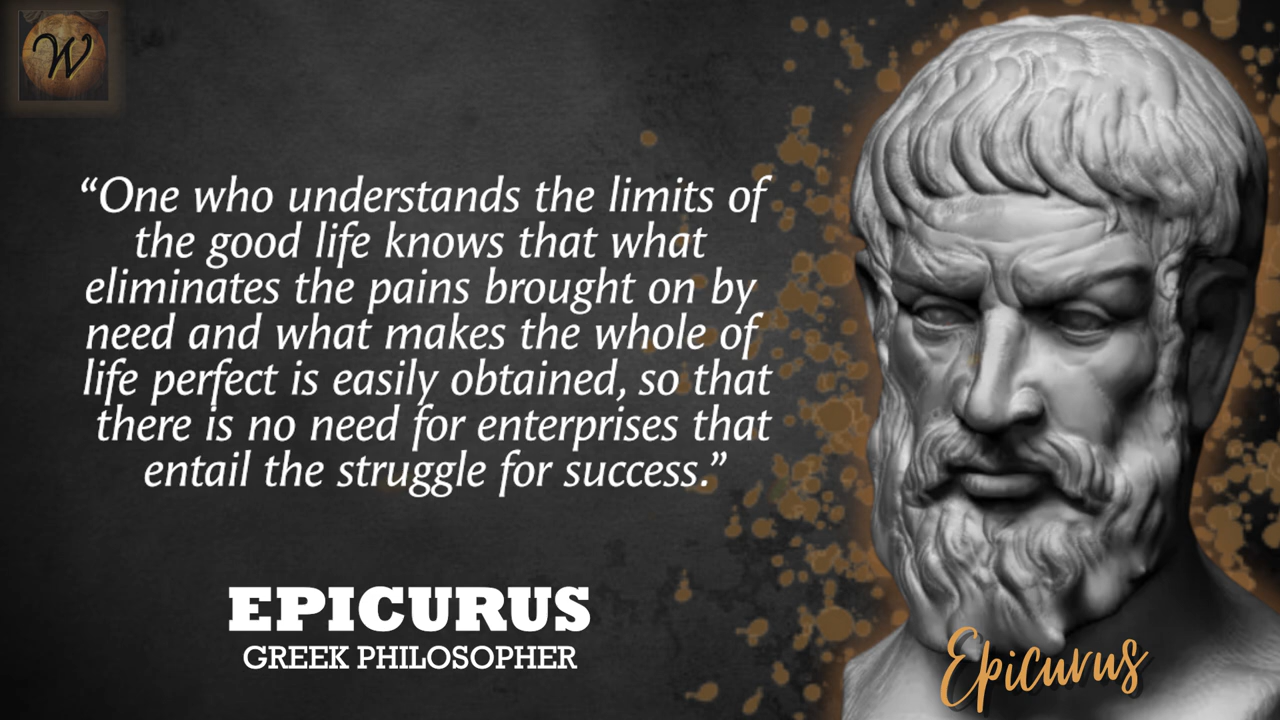 W
“One who understands the limits of
the good life knows that what
eliminates the pains brought on by
need and what makes the whole of
life perfect is easily obtained, so that
there is no need for enterprises that
entail the struggle for success.”
EPICURUS
GREEK PHILOSOPHER
Epicurus